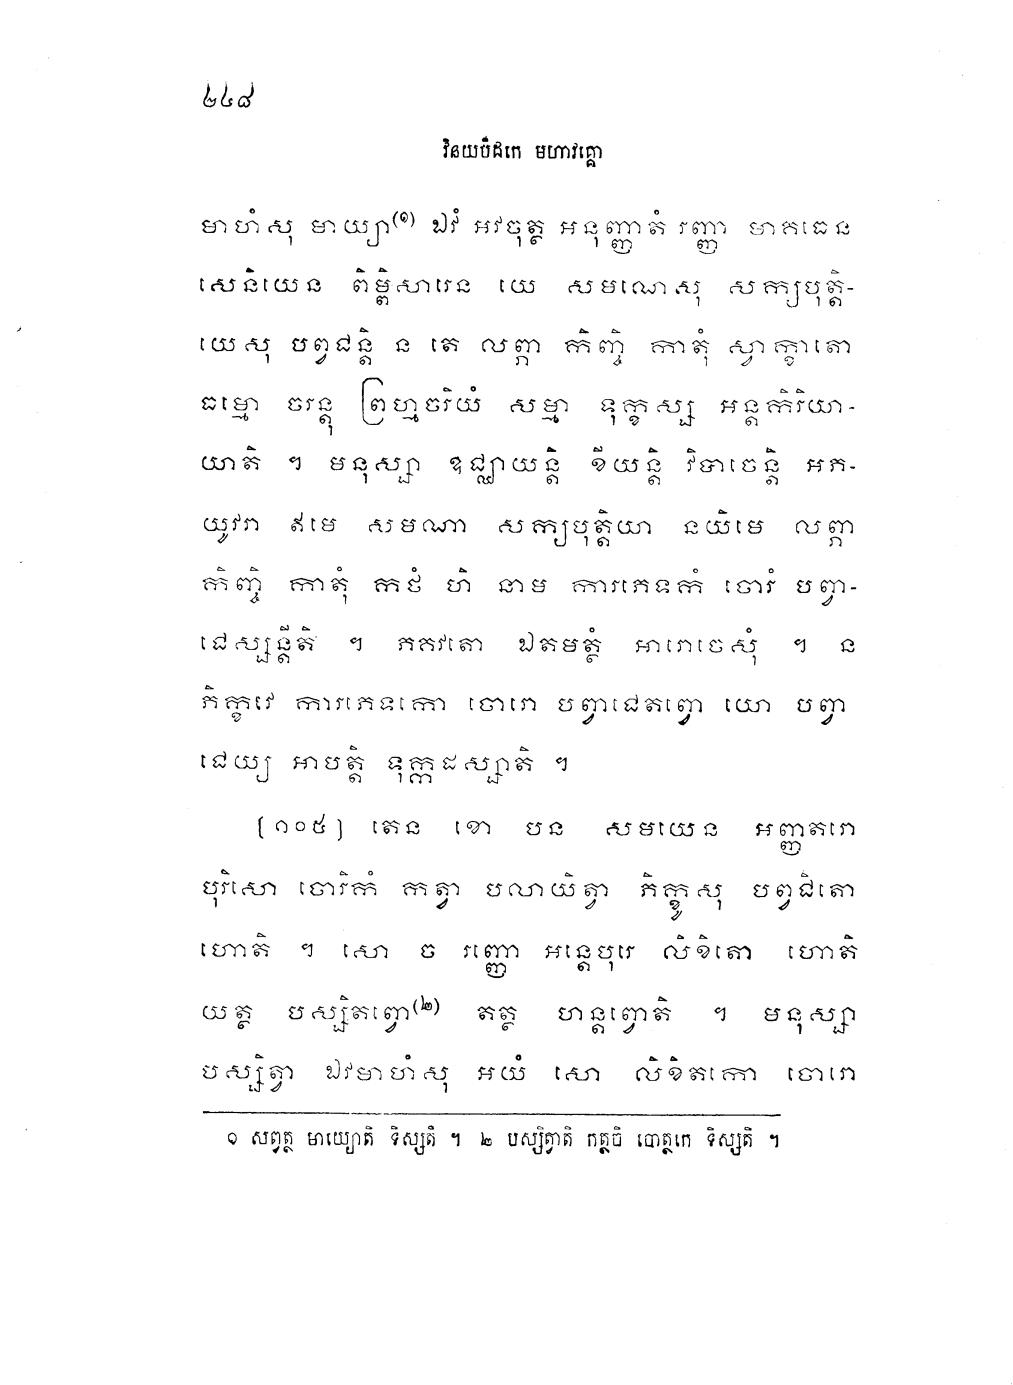 ២៤៨
វិនយបិដកេ មហាវគ្គោ
មាហំសុ មាយ្យា(១) ឯវំ អវចុត្ថ អនុញ្ញាតំ រញ្ញា មាគធេន
សេនិយេន ពិម្ពិសារេន យេ សមណេសុ សក្យបុត្តិ-
យេសុ បព្វជន្តិ ន តេ លព្ភា កិញ្ចិ កាតុំ ស្វាក្ខាតោ
ធម្មោ ចរន្តុ ព្រហ្មចរិយំ សម្មា ទុក្ខស្ស អន្តកិរិយា-
យាតិ ។ មនុស្សា ឧជ្ឈាយន្តិ ខីយន្តិ វិបាចេន្តិ អភ-
យូវរា ឥមេ សមណា សក្យបុត្តិយា នយិមេ លព្ភា
កិញ្ចិ កាតុំ កថំ ហិ នាម ការភេទកំ ចោរំ បព្វា-
ជេស្សន្តីតិ ។ ភគវតោ ឯតមត្ថំ អារោចេសុំ ។ ន
ភិក្ខវេ ការភេទកោ ចោរោ បព្វាជេតព្វោ យោ បព្វា
ជេយ្យ អាបត្តិ ទុក្កដស្សាតិ ។
[១០៥] តេន ខោ បន សមយេន អញ្ញតរោ
បុរិសោ ចោរិកំ កត្វា បលាយិត្វា ភិក្ខូសុ បព្វជិតោ
ហោតិ ។ សោ ច រញ្ញោ អន្តេបុរេ លិខិតោ ហោតិ
យត្ថ បស្សិតព្វោ(២) តត្ថ ហន្តព្វោតិ ។ មនុស្សា
បស្សិត្វា ឯវមាហំសុ អយំ សោ លិខិតកោ ចោរោ
១ សព្វត្ថ មាយ្យោតិ ទិស្សតិ ។ ២ បស្សិត្វាតិ កត្ថចិ បោត្ថកេ ទិស្សតិ ។